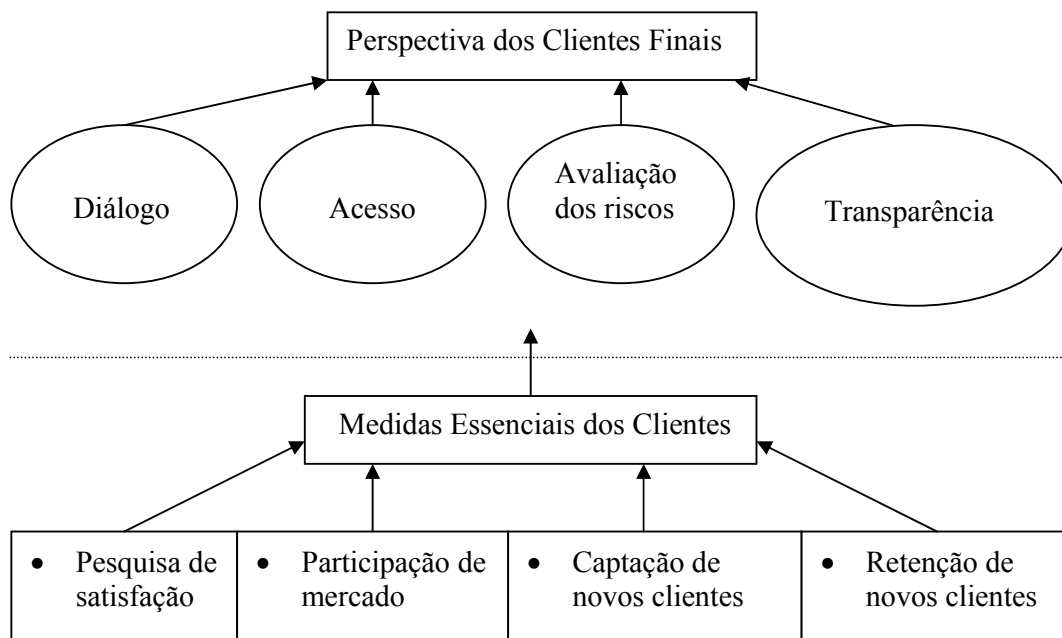 Perspectiva dos Clientes Finais
Diálogo
Acesso
Avaliação
dos riscos
Transparência
Medidas Essenciais dos Clientes
• Pesquisa de
satisfação
• Participação de
mercado
• Captação de
novos clientes
• Retenção de
novos clientes